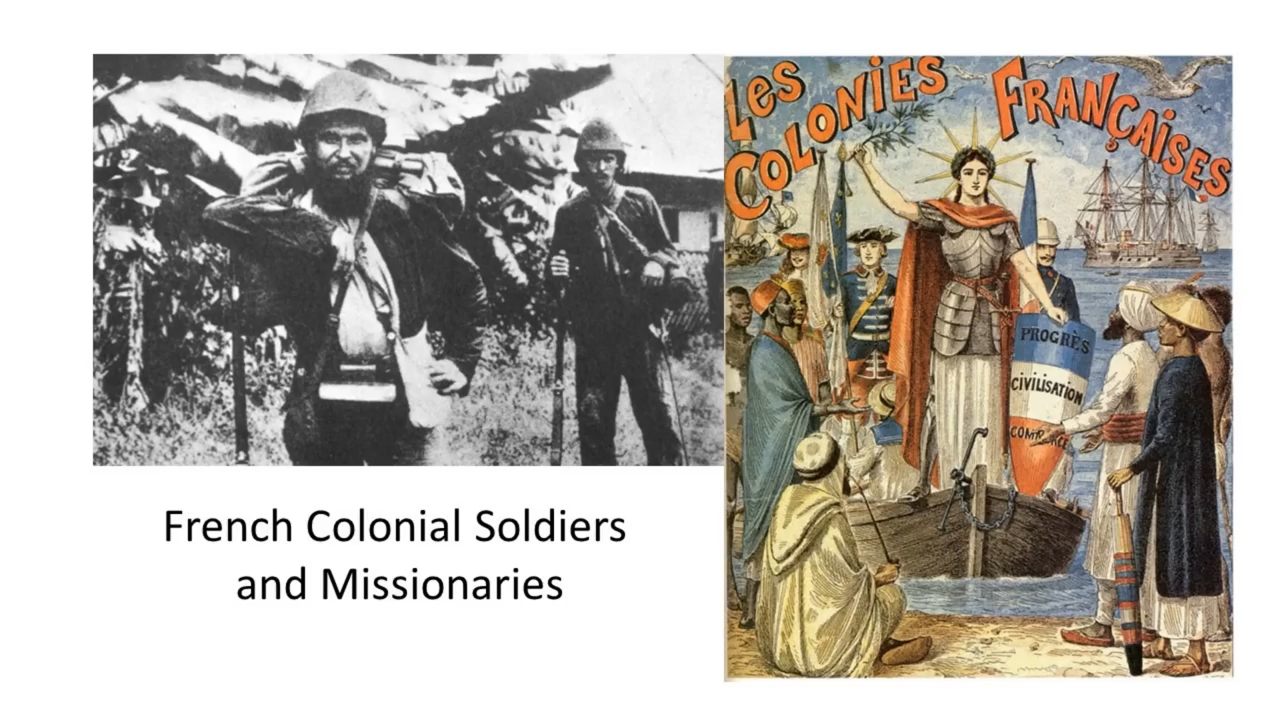 Les
COLONiES
FRANÇAiSES
PROGRÈS
CIVILISATION
COMMERCE
French Colonial Soldiers
and Missionaries